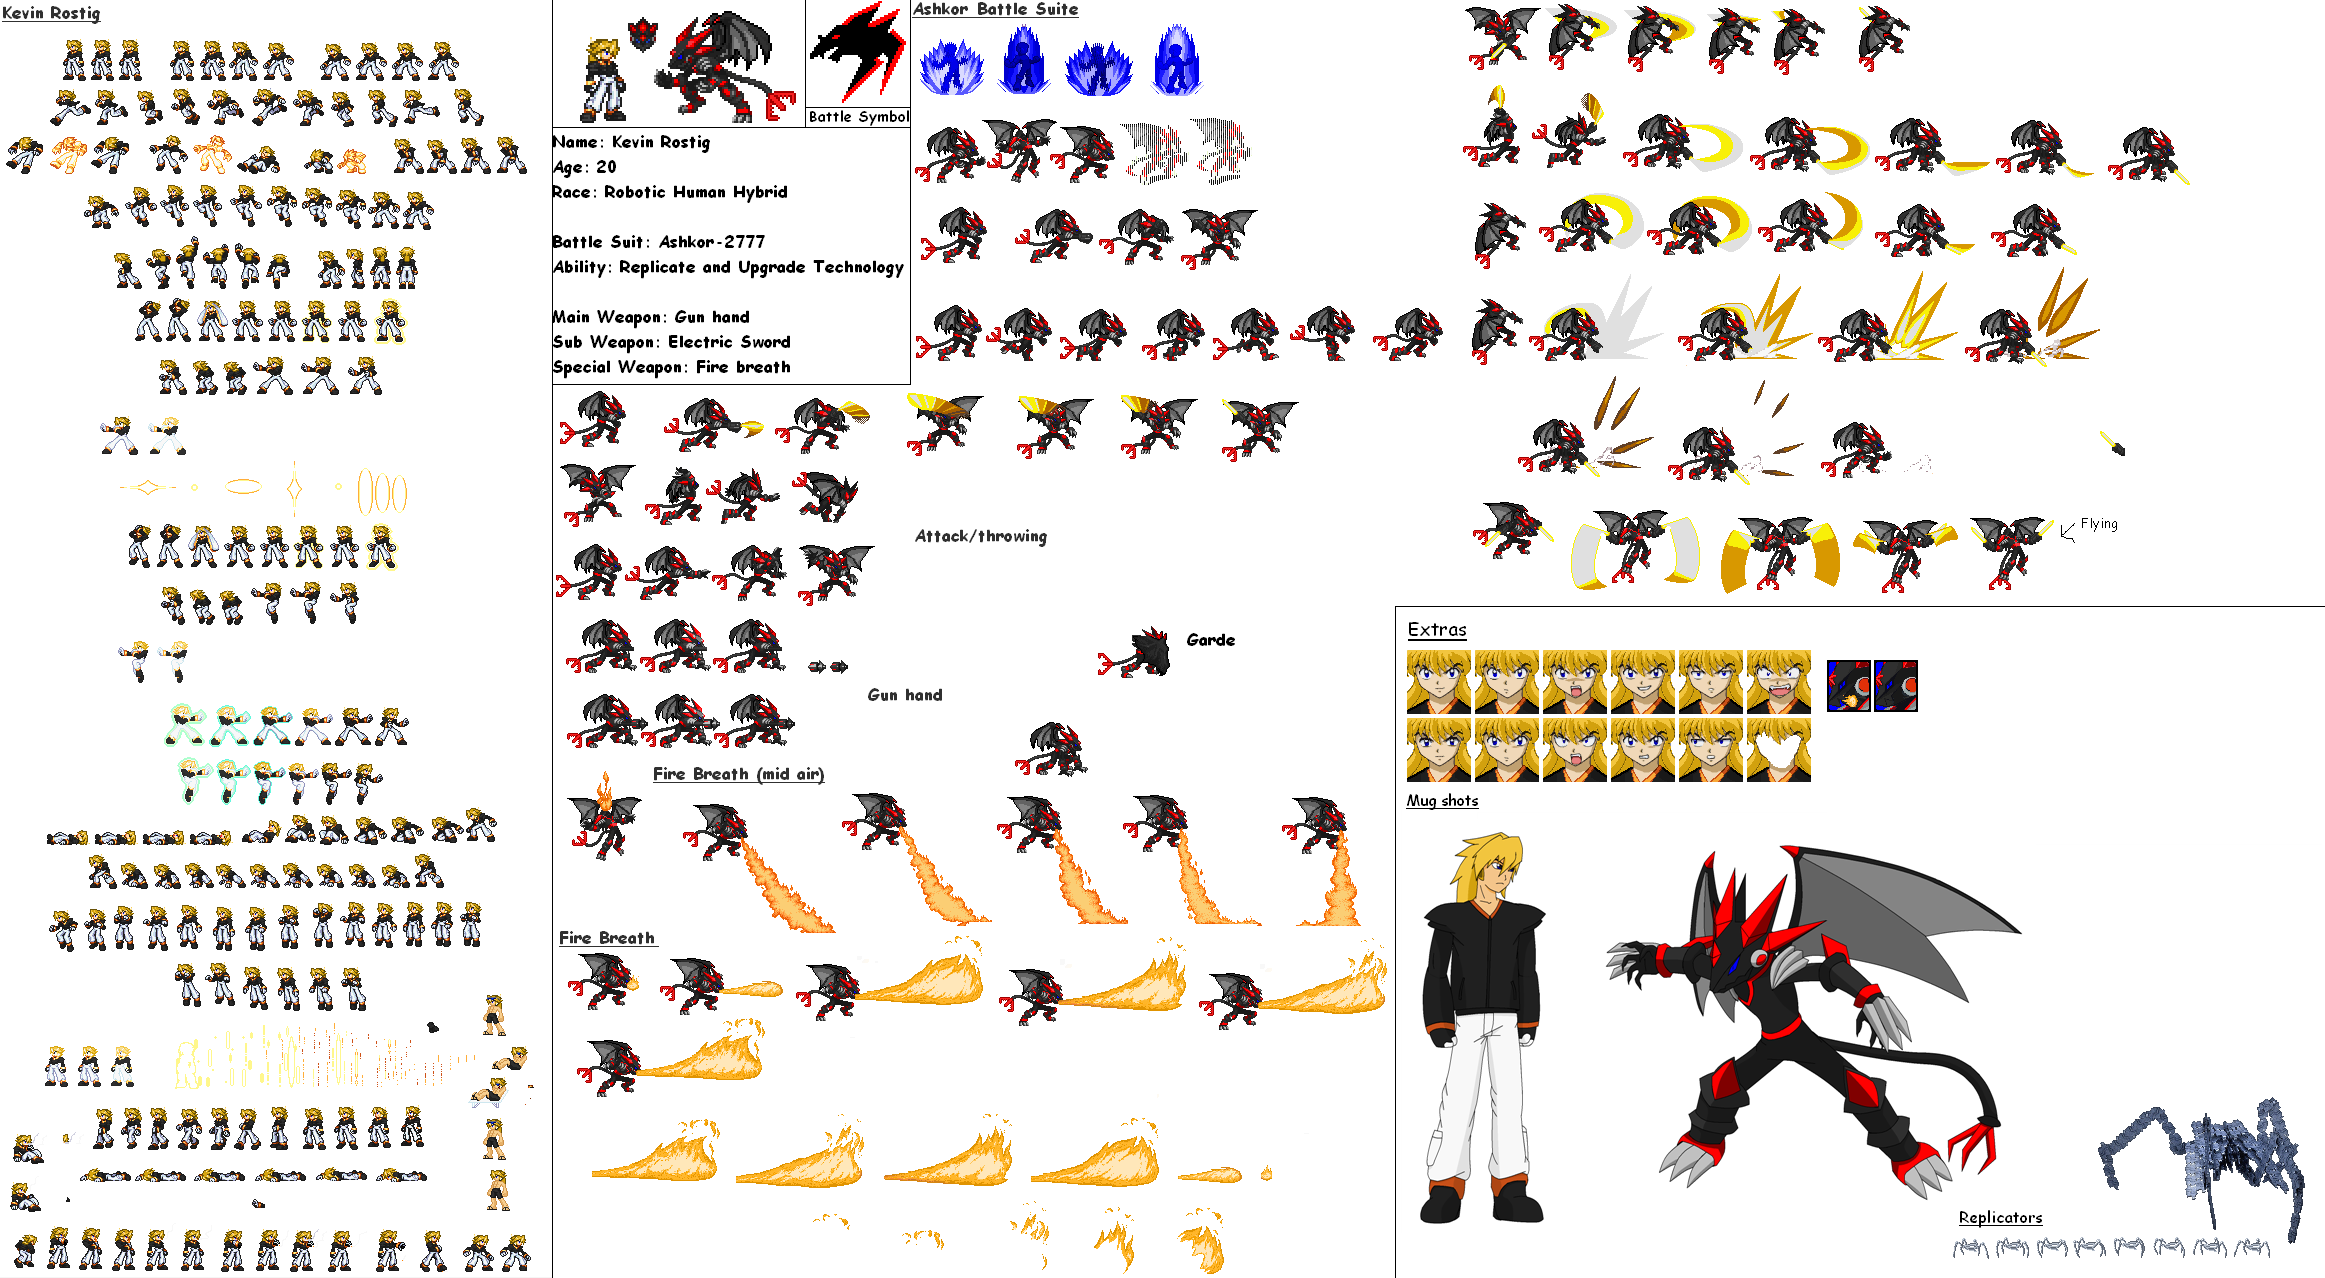 Kevin Rostig
Battle Symbol
Name: Kevin Rostig
Age: 20
Race: Robotic Human Hybrid
Battle Suit: Ashkor-2777
Ability: Replicate and Upgrade Technology
Main Weapon: Gun hand
Sub Weapon: Electric Sword
Special Weapon: Fire breath
Ashkor Battle Suite
Attack/throwing
Garde
Gun hand
Fire Breath (mid air)
Fire Breath
Flying
Extras
Mug shots
Replicators